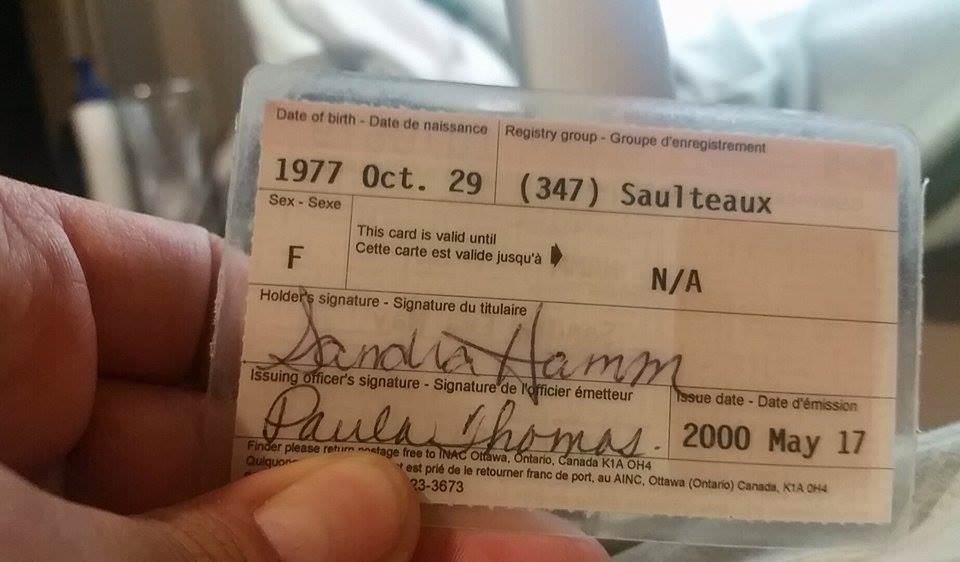 Date of birth - Date de naissance
Registry group - Groupe d'enregistrement
1977 Oct. 29
(347) Saulteaux
Sex - Sexe
This card is valid until
Cette carte est valide jusqu'à
F
N/A
Holder's signature - Signature du titulaire
Sandra Hamm
Issuing officer's signature - Signature de l'officier émetteur
Issue date - Date d'émission
Paula Thomas.
2000 May 17
Finder please return postage free to INAC Ottawa, Ontario, Canada K1A OH4
est prié de le retourner franc de port, au AINC, Ottawa (Ontario) Canada, K1A 0H4
23-3673